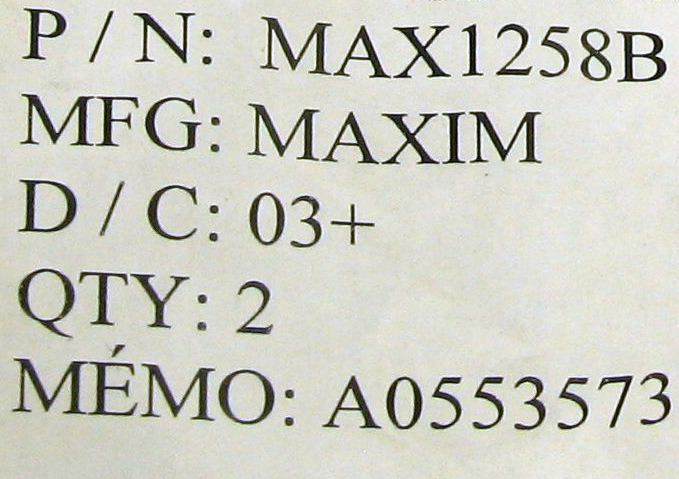 P / N: MAX1258B
MFG: MAXIM
D / C: 03+
QTY: 2
MÉMO: A0553573